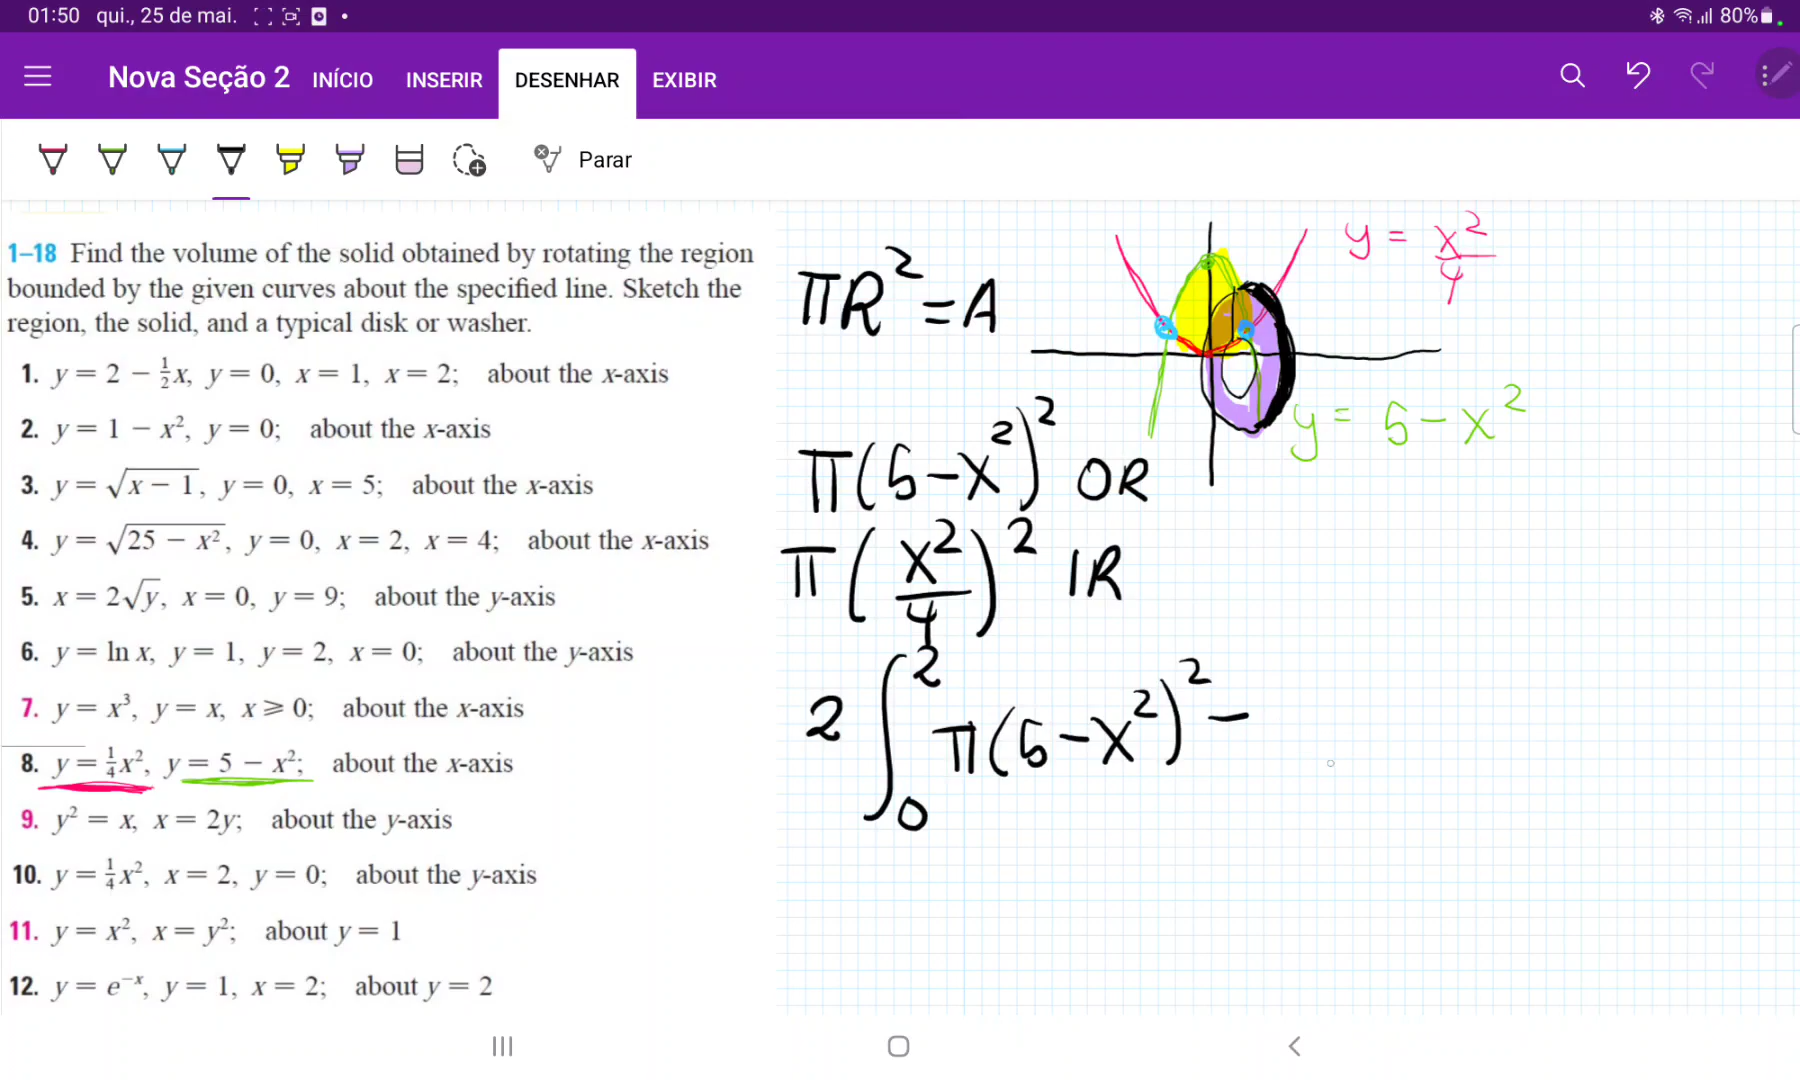 01:50 qui., 25 de mai. 80%
Nova Seção 2 INÍCIO INSERIR DESENHAR EXIBIR
Parar
1–18 Find the volume of the solid obtained by rotating the region
bounded by the given curves about the specified line. Sketch the
region, the solid, and a typical disk or washer.
1. y = 2 − ½x, y = 0, x = 1, x = 2; about the x-axis
2. y = 1 − x², y = 0; about the x-axis
3. y = √(x − 1), y = 0, x = 5; about the x-axis
4. y = √(25 − x²), y = 0, x = 2, x = 4; about the x-axis
5. x = 2√y, x = 0, y = 9; about the y-axis
6. y = ln x, y = 1, y = 2, x = 0; about the y-axis
7. y = x³, y = x, x ⩾ 0; about the x-axis
8. y = ¼x², y = 5 − x²; about the x-axis
9. y² = x, x = 2y; about the y-axis
10. y = ¼x², x = 2, y = 0; about the y-axis
11. y = x², x = y²; about y = 1
12. y = e⁻ˣ, y = 1, x = 2; about y = 2
πR² = A
y = x²/4
y = 5 − x²
π(5−x²)² OR
π(x²/4)² IR
2 ∫₀² π(5−x²)² −